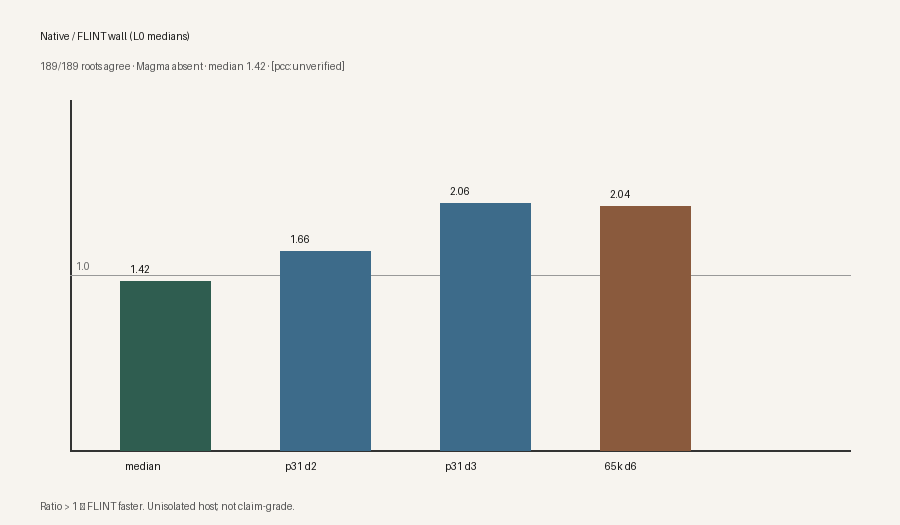 Native / FLINT wall (L0 medians)
189/189 roots agree · Magma absent · median 1.42 · [pcc:unverified]
2.06
2.04
1.66
1.0
1.42
median
p31 d2
p31 d3
65k d6
Ratio > 1 ▯ FLINT faster. Unisolated host; not claim-grade.